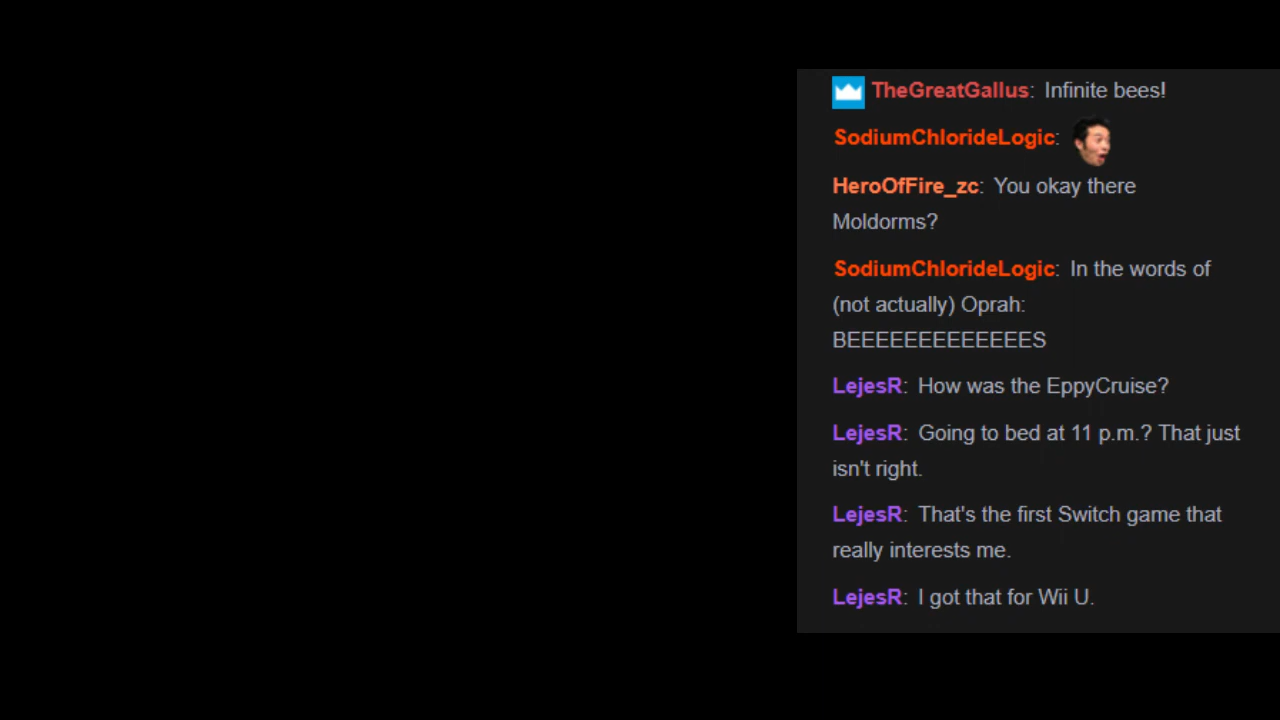 TheGreatGallus: Infinite bees!
SodiumChlorideLogic:
HeroOfFire_zc: You okay there
Moldorms?
SodiumChlorideLogic: In the words of
(not actually) Oprah:
BEEEEEEEEEEEEES
LejesR: How was the EppyCruise?
LejesR: Going to bed at 11 p.m.? That just
isn't right.
LejesR: That's the first Switch game that
really interests me.
LejesR: I got that for Wii U.